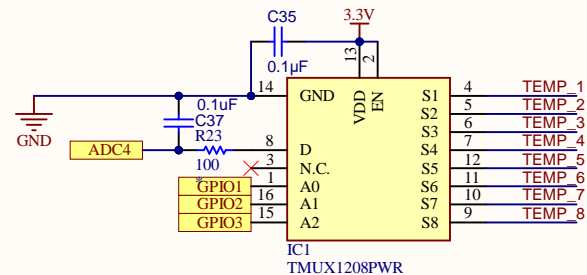 C35
3.3V
0.1µF
13
2
14
GND
VDD
EN
S1
4
TEMP_1
S2
5
TEMP_2
0.1uF
C37
S3
6
TEMP_3
GND
R23
ADC4
100
8
D
S4
7
TEMP_4
3
N.C.
S5
12
TEMP_5
*
GPIO1
1
A0
S6
11
TEMP_6
GPIO2
16
A1
S7
10
TEMP_7
GPIO3
15
A2
S8
9
TEMP_8
IC1
TMUX1208PWR